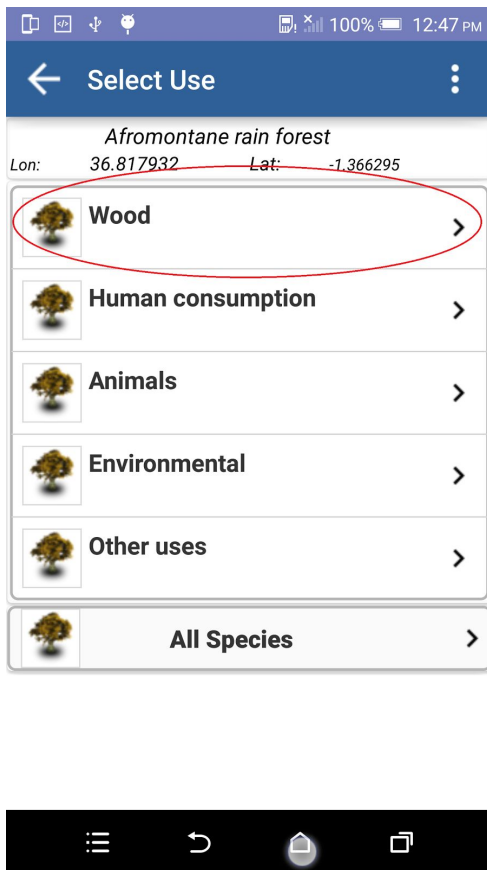 100% 12:47 PM
Select Use
Afromontane rain forest
Lon: 36.817932 Lat: -1.366295
Wood
Human consumption
Animals
Environmental
Other uses
All Species